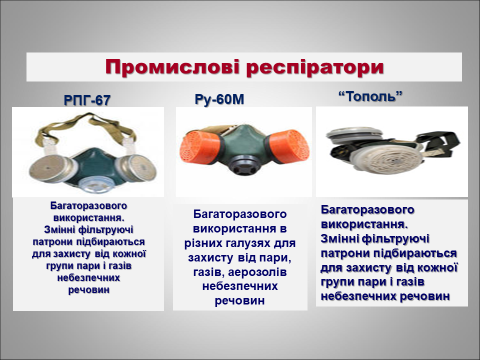 Промислові респіратори
РПГ-67
Ру-60М
“Тополь”
Багаторазового
використання.
Змінні фільтруючі
патрони підбираються
для захисту від кожної
групи пари і газів
небезпечних
речовин
Багаторазового
використання в
різних галузях для
захисту від пари,
газів, аерозолів
небезпечних
речовин
Багаторазового
використання.
Змінні фільтруючі
патрони підбираються
для захисту від кожної
групи пари і газів
небезпечних речовин